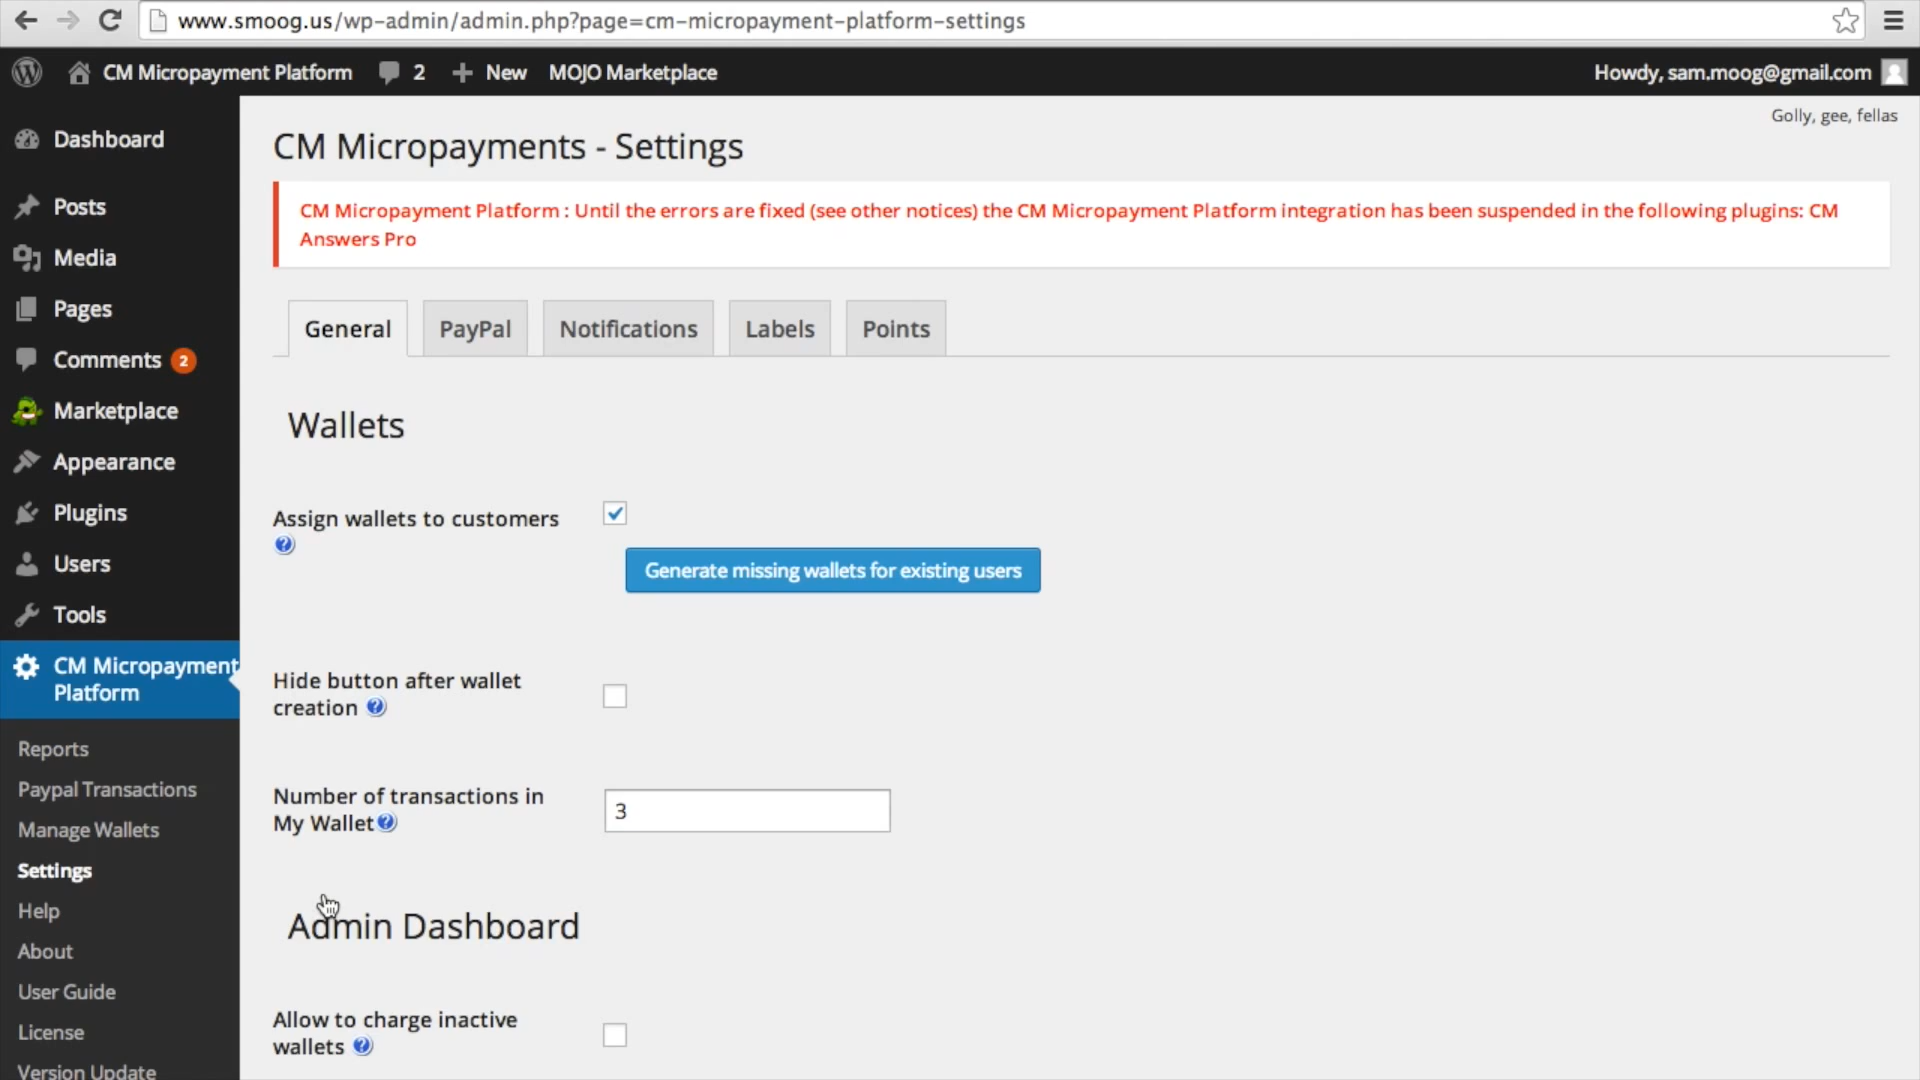 www.smoog.us/wp-admin/admin.php?page=cm-micropayment-platform-settings
CM Micropayment Platform 2 New MOJO Marketplace Howdy, sam.moog@gmail.com
Golly, gee, fellas
Dashboard
Posts
Media
Pages
Comments 2
Marketplace
Appearance
Plugins
Users
Tools
CM Micropayment
Platform
Reports
Paypal Transactions
Manage Wallets
Settings
Help
About
User Guide
License
Version Update
CM Micropayments - Settings
CM Micropayment Platform : Until the errors are fixed (see other notices) the CM Micropayment Platform integration has been suspended in the following plugins: CM
Answers Pro
General PayPal Notifications Labels Points
Wallets
Assign wallets to customers
?
Generate missing wallets for existing users
Hide button after wallet
creation ?
Number of transactions in
My Wallet ?
3
Admin Dashboard
Allow to charge inactive
wallets ?